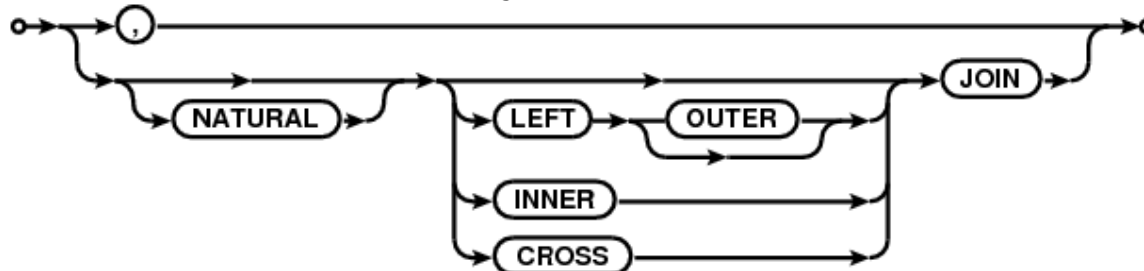 ,
JOIN
NATURAL LEFT OUTER
INNER
CROSS